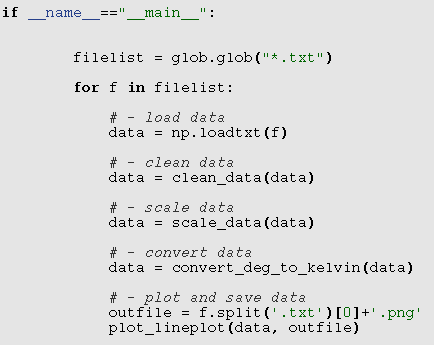 if __name__=="__main__":
filelist = glob.glob("*.txt")
for f in filelist:
# - load data
data = np.loadtxt(f)
# - clean data
data = clean_data(data)
# - scale data
data = scale_data(data)
# - convert data
data = convert_deg_to_kelvin(data)
# - plot and save data
outfile = f.split('.txt')[0]+'.png'
plot_lineplot(data, outfile)